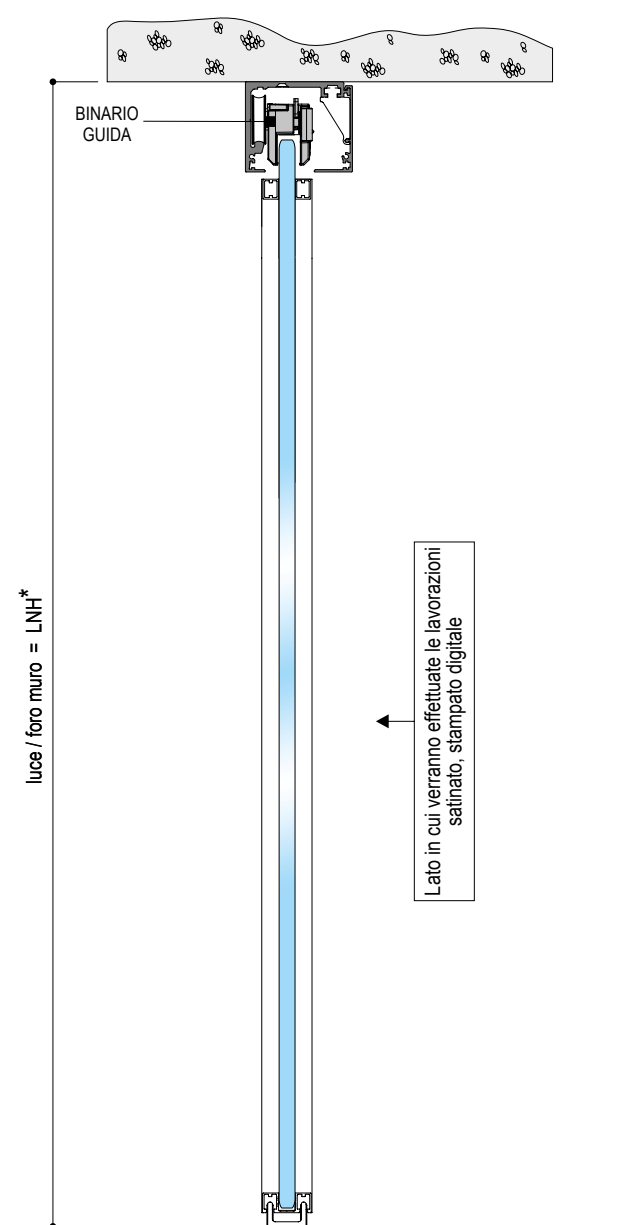 BINARIO
GUIDA
luce / foro muro = LNH*
Lato in cui verranno effettuate le lavorazioni
satinato, stampato digitale